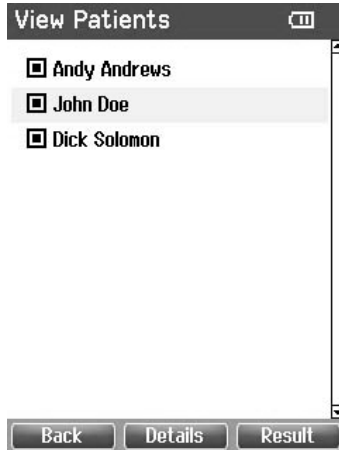 View Patients
Andy Andrews
John Doe
Dick Solomon
Back Details Result